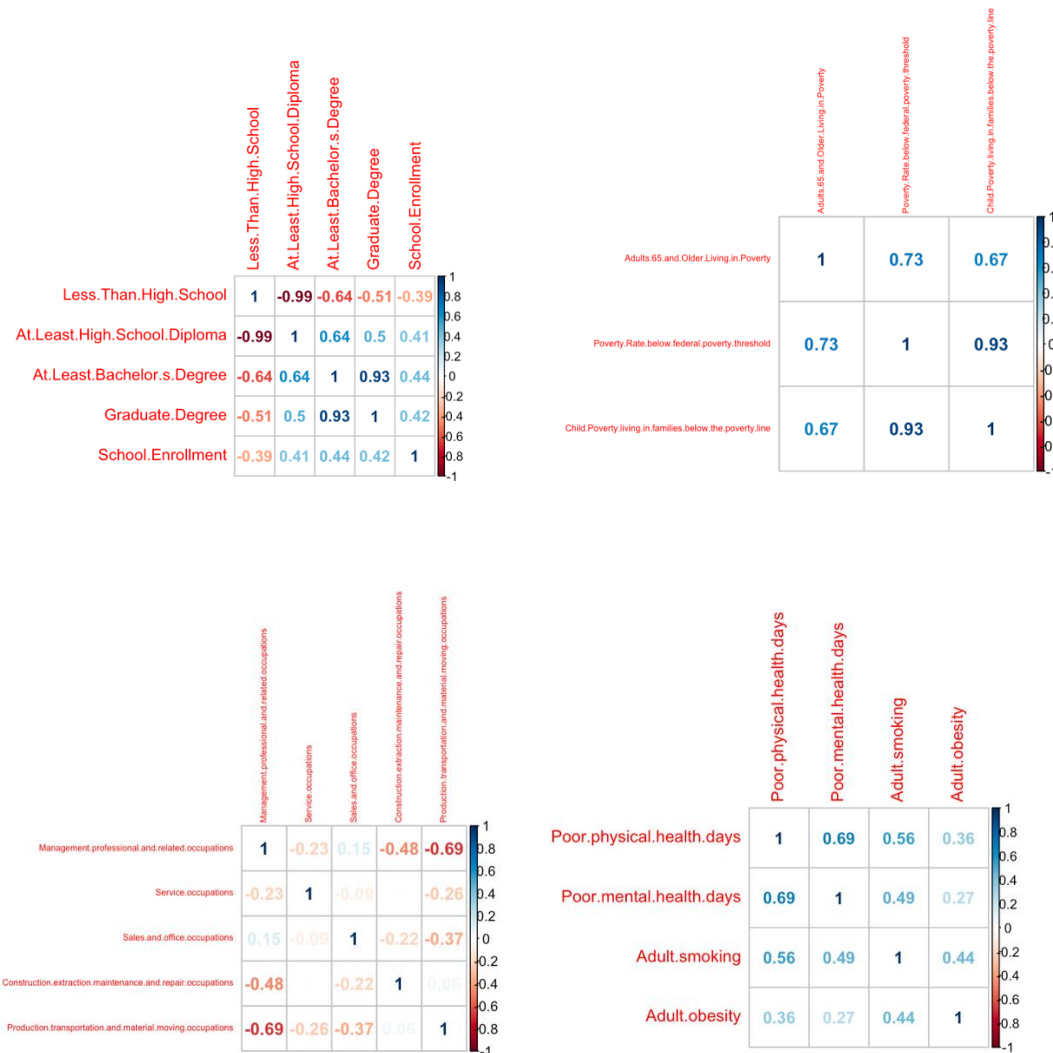 Less.Than.High.School
At.Least.High.School.Diploma
At.Least.Bachelor.s.Degree
Graduate.Degree
School.Enrollment
Less.Than.High.School 1 -0.99 -0.64 -0.51 -0.39
At.Least.High.School.Diploma -0.99 1 0.64 0.5 0.41
At.Least.Bachelor.s.Degree -0.64 0.64 1 0.93 0.44
Graduate.Degree -0.51 0.5 0.93 1 0.42
School.Enrollment -0.39 0.41 0.44 0.42 1
1
0.8
0.6
0.4
0.2
0
-0.2
-0.4
-0.6
-0.8
-1
Adults.65.and.Older.Living.in.Poverty
Poverty.Rate.below.federal.poverty.threshold
Child.Poverty.living.in.families.below.the.poverty.line
Adults.65.and.Older.Living.in.Poverty 1 0.73 0.67
Poverty.Rate.below.federal.poverty.threshold 0.73 1 0.93
Child.Poverty.living.in.families.below.the.poverty.line 0.67 0.93 1
1
Management.professional.and.related.occupations
Service.occupations
Sales.and.office.occupations
Construction.extraction.maintenance.and.repair.occupations
Production.transportation.and.material.moving.occupations
Management.professional.and.related.occupations 1 -0.23 0.15 -0.48 -0.69
Service.occupations -0.23 1 -0.09 -0.26
Sales.and.office.occupations 0.15 -0.09 1 -0.22 -0.37
Construction.extraction.maintenance.and.repair.occupations -0.48 -0.22 1 0.06
Production.transportation.and.material.moving.occupations -0.69 -0.26 -0.37 0.06 1
1
0.8
0.6
0.4
0.2
0
-0.2
-0.4
-0.6
-0.8
-1
Poor.physical.health.days
Poor.mental.health.days
Adult.smoking
Adult.obesity
Poor.physical.health.days 1 0.69 0.56 0.36
Poor.mental.health.days 0.69 1 0.49 0.27
Adult.smoking 0.56 0.49 1 0.44
Adult.obesity 0.36 0.27 0.44 1
1
0.8
0.6
0.4
0.2
0
-0.2
-0.4
-0.6
-0.8
-1